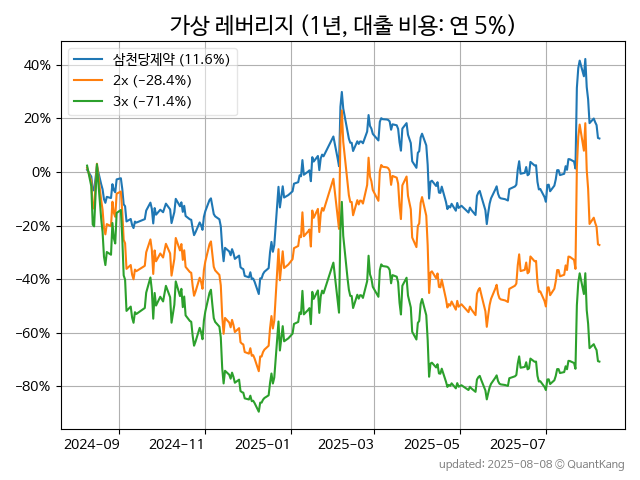 가상 레버리지 (1년, 대출 비용: 연 5%)
삼천당제약 (11.6%)
2x (−28.4%)
3x (−71.4%)
40%
20%
0%
−20%
−40%
−60%
−80%
2024-09 2024-11 2025-01 2025-03 2025-05 2025-07
updated: 2025-08-08 © QuantKang